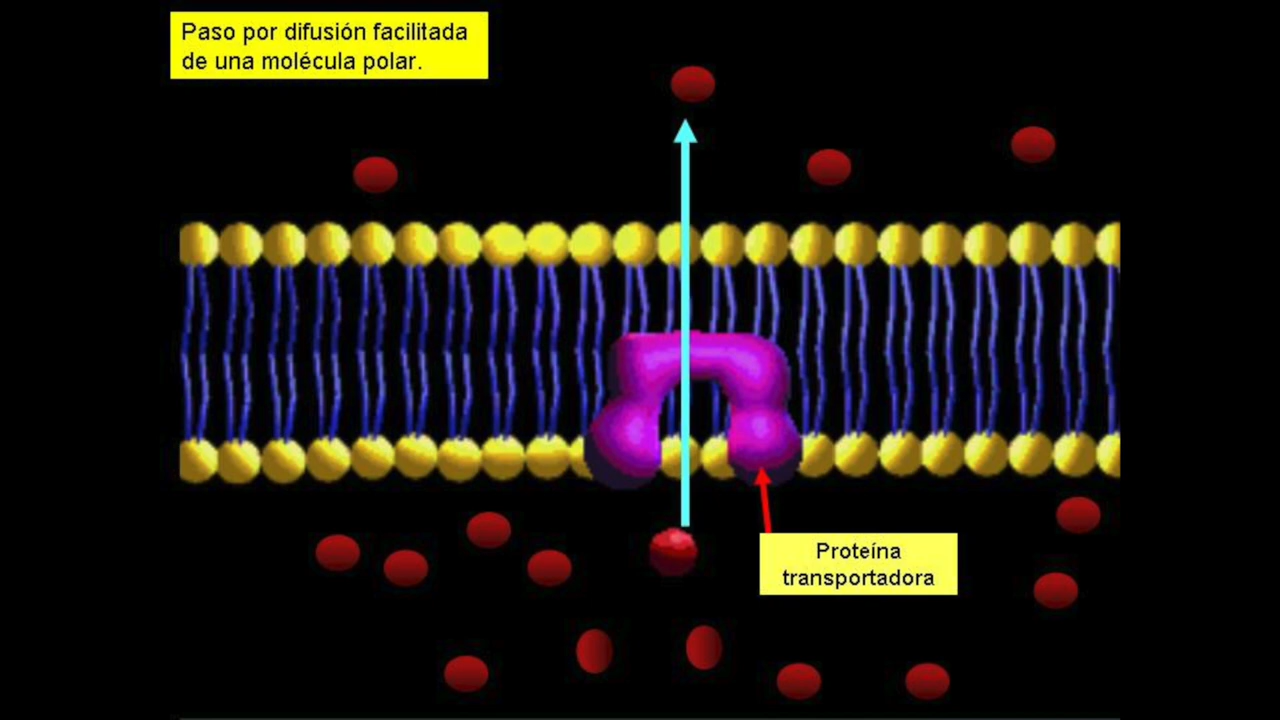 Paso por difusión facilitada
de una molécula polar.
Proteína
transportadora